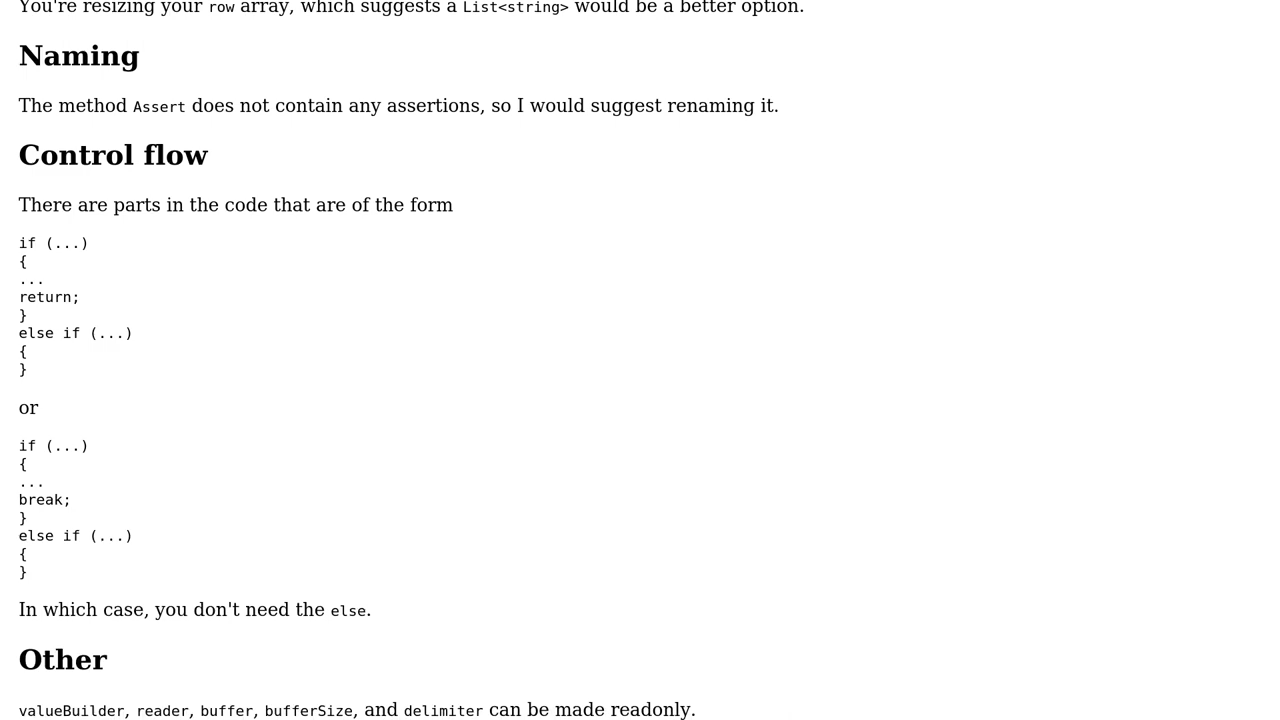 You're resizing your row array, which suggests a List<string> would be a better option.
Naming
The method Assert does not contain any assertions, so I would suggest renaming it.
Control flow
There are parts in the code that are of the form
if (...)
{
...
return;
}
else if (...)
{
}
or
if (...)
{
...
break;
}
else if (...)
{
}
In which case, you don't need the else.
Other
valueBuilder, reader, buffer, bufferSize, and delimiter can be made readonly.